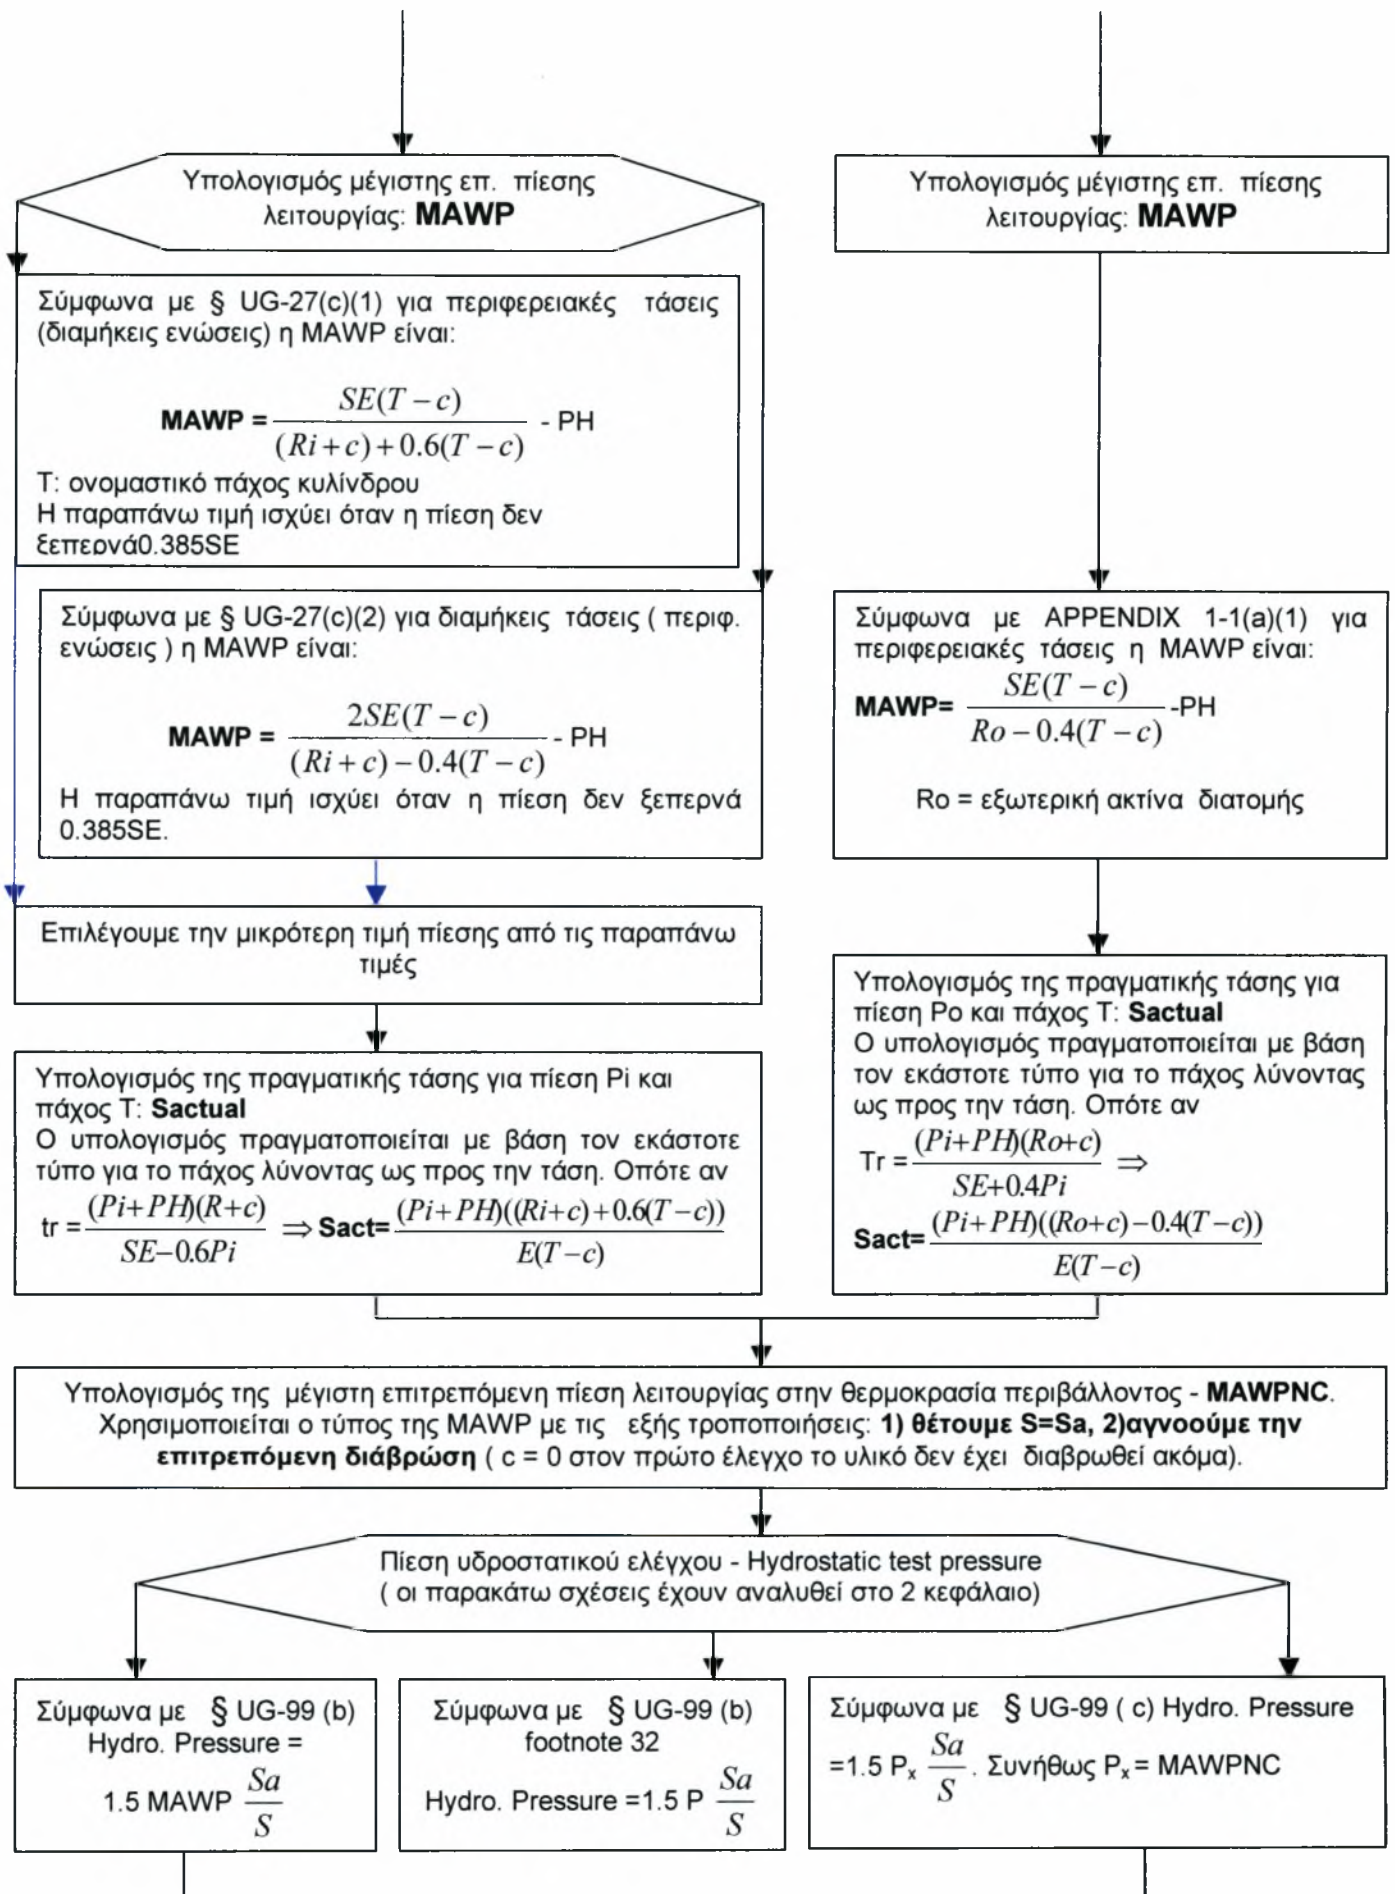 Υπολογισμός μέγιστης επ. πίεσης
λειτουργίας: MAWP
Σύμφωνα με § UG-27(c)(1) για περιφερειακές τάσεις
(διαμήκεις ενώσεις) η MAWP είναι:
MAWP = \frac{SE(T-c)}{(Ri+c)+0.6(T-c)} - PH
T: ονομαστικό πάχος κυλίνδρου
Η παραπάνω τιμή ισχύει όταν η πίεση δεν
ξεπερνά0.385SE
Σύμφωνα με § UG-27(c)(2) για διαμήκεις τάσεις ( περιφ.
ενώσεις ) η MAWP είναι:
MAWP = \frac{2SE(T-c)}{(Ri+c)-0.4(T-c)} - PH
Η παραπάνω τιμή ισχύει όταν η πίεση δεν ξεπερνά
0.385SE.
Επιλέγουμε την μικρότερη τιμή πίεσης από τις παραπάνω
τιμές
Υπολογισμός της πραγματικής τάσης για πίεση Pi και
πάχος T: Sactual
Ο υπολογισμός πραγματοποιείται με βάση τον εκάστοτε
τύπο για το πάχος λύνοντας ως προς την τάση. Οπότε αν
tr = \frac{(Pi+PH)(R+c)}{SE-0.6Pi} ⇒ Sact= \frac{(Pi+PH)((Ri+c)+0.6(T-c))}{E(T-c)}
Υπολογισμός μέγιστης επ. πίεσης
λειτουργίας: MAWP
Σύμφωνα με APPENDIX 1-1(a)(1) για
περιφερειακές τάσεις η MAWP είναι:
MAWP= \frac{SE(T-c)}{Ro-0.4(T-c)} -PH
Ro = εξωτερική ακτίνα διατομής
Υπολογισμός της πραγματικής τάσης για
πίεση Po και πάχος T: Sactual
Ο υπολογισμός πραγματοποιείται με βάση
τον εκάστοτε τύπο για το πάχος λύνοντας
ως προς την τάση. Οπότε αν
Tr = \frac{(Pi+PH)(Ro+c)}{SE+0.4Pi} ⇒
Sact= \frac{(Pi+PH)((Ro+c)-0.4(T-c))}{E(T-c)}
Υπολογισμός της μέγιστη επιτρεπόμενη πίεση λειτουργίας στην θερμοκρασία περιβάλλοντος - MAWPNC.
Χρησιμοποιείται ο τύπος της MAWP με τις εξής τροποποιήσεις: 1) θέτουμε S=Sa, 2)αγνοούμε την
επιτρεπόμενη διάβρώση ( c = 0 στον πρώτο έλεγχο το υλικό δεν έχει διαβρωθεί ακόμα).
Πίεση υδροστατικού ελέγχου - Hydrostatic test pressure
( οι παρακάτω σχέσεις έχουν αναλυθεί στο 2 κεφάλαιο)
Σύμφωνα με § UG-99 (b)
Hydro. Pressure =
1.5 MAWP \frac{Sa}{S}
Σύμφωνα με § UG-99 (b)
footnote 32
Hydro. Pressure =1.5 P \frac{Sa}{S}
Σύμφωνα με § UG-99 ( c) Hydro. Pressure
=1.5 Pₓ \frac{Sa}{S} . Συνήθως Pₓ = MAWPNC